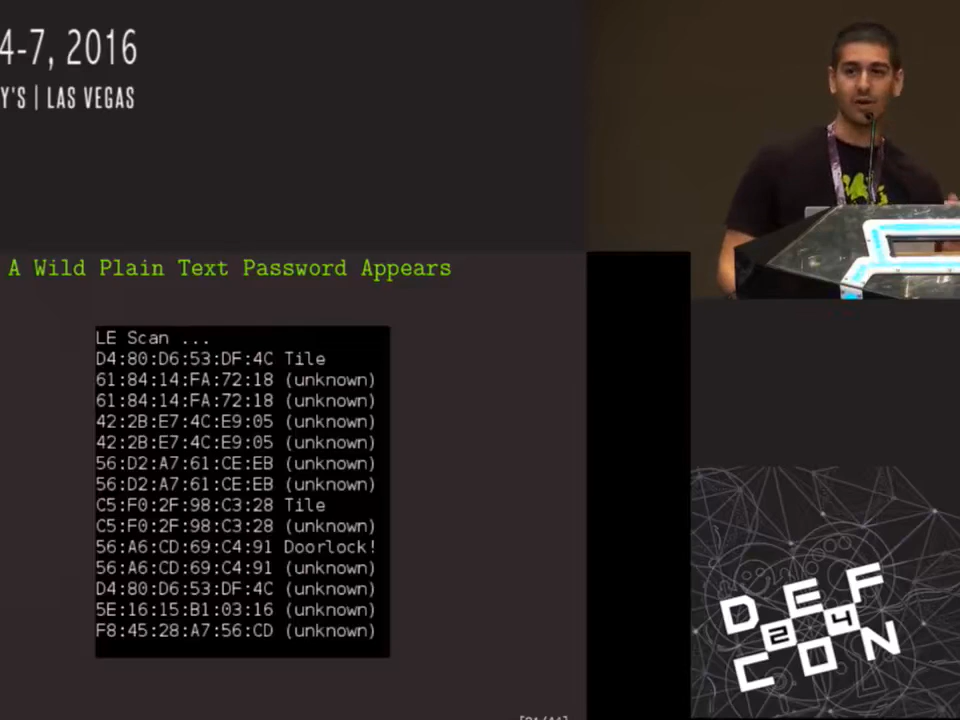 4-7, 2016
Y'S | LAS VEGAS
A Wild Plain Text Password Appears
LE Scan ...
D4:80:D6:53:DF:4C Tile
61:84:14:FA:72:18 (unknown)
61:84:14:FA:72:18 (unknown)
42:2B:E7:4C:E9:05 (unknown)
42:2B:E7:4C:E9:05 (unknown)
56:D2:A7:61:CE:EB (unknown)
56:D2:A7:61:CE:EB (unknown)
C5:F0:2F:98:C3:28 Tile
C5:F0:2F:98:C3:28 (unknown)
56:A6:CD:69:C4:91 Doorlock!
56:A6:CD:69:C4:91 (unknown)
D4:80:D6:53:DF:4C (unknown)
5E:16:15:B1:03:16 (unknown)
F8:45:28:A7:56:CD (unknown)
DEF
24
CON